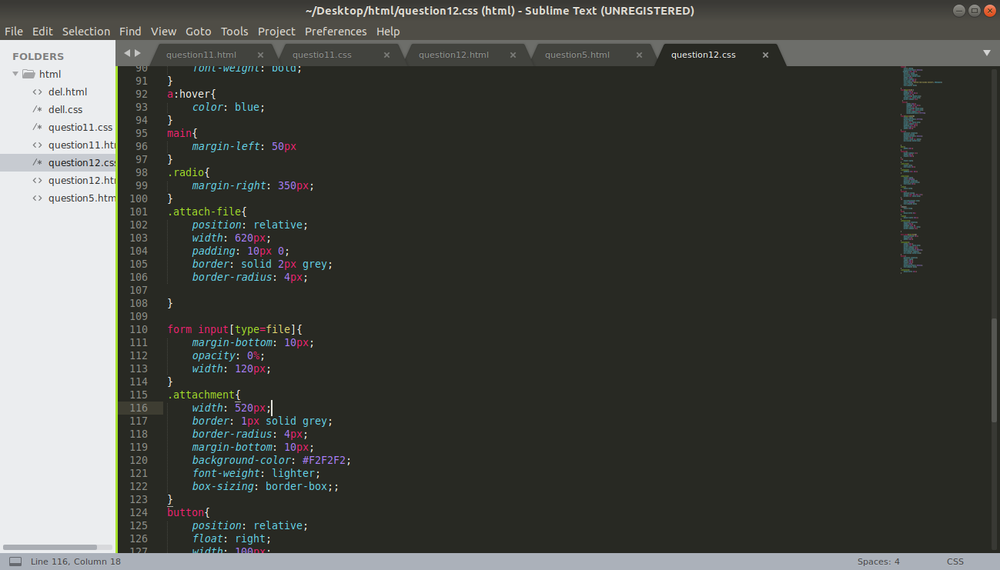 ~/Desktop/html/question12.css (html) - Sublime Text (UNREGISTERED)
File Edit Selection Find View Goto Tools Project Preferences Help
FOLDERS
html
del.html
dell.css
questio11.css
question11.htm
question12.css
question12.htm
question5.htm
question11.html
questio11.css
question12.html
question5.html
question12.css
90 font-weight: bold;
91 }
92 a:hover{
93 color: blue;
94 }
95 main{
96 margin-left: 50px
97 }
98 .radio{
99 margin-right: 350px;
100 }
101 .attach-file{
102 position: relative;
103 width: 620px;
104 padding: 10px 0;
105 border: solid 2px grey;
106 border-radius: 4px;
107
108 }
109
110 form input[type=file]{
111 margin-bottom: 10px;
112 opacity: 0%;
113 width: 120px;
114 }
115 .attachment{
116 width: 520px;
117 border: 1px solid grey;
118 border-radius: 4px;
119 margin-bottom: 10px;
120 background-color: #F2F2F2;
121 font-weight: lighter;
122 box-sizing: border-box;;
123 }
124 button{
125 position: relative;
126 float: right;
127 width: 100px;
Line 116, Column 18
Spaces: 4
CSS